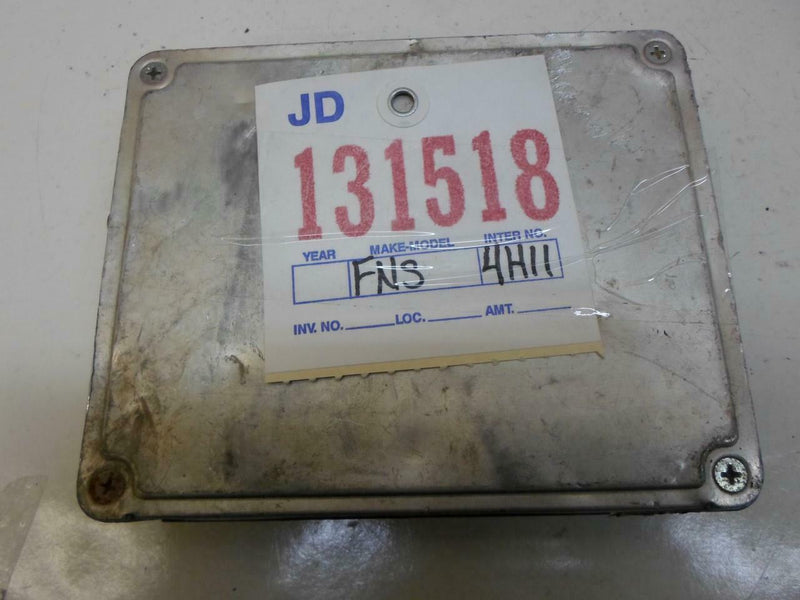 JD
131518
YEAR MAKE-MODEL INTER NO.
FNS 4H11
INV. NO. LOC. AMT.